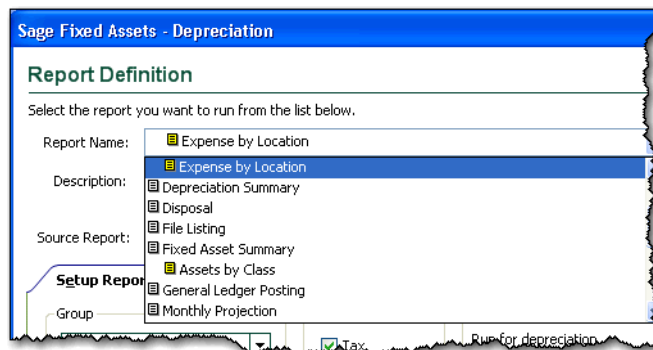 Sage Fixed Assets - Depreciation
Report Definition
Select the report you want to run from the list below.
Report Name:
Expense by Location
Expense by Location
Description:
Depreciation Summary
Disposal
File Listing
Source Report:
Fixed Asset Summary
Assets by Class
Setup Repor
General Ledger Posting
Group
Monthly Projection
Tax
Run for depreciation